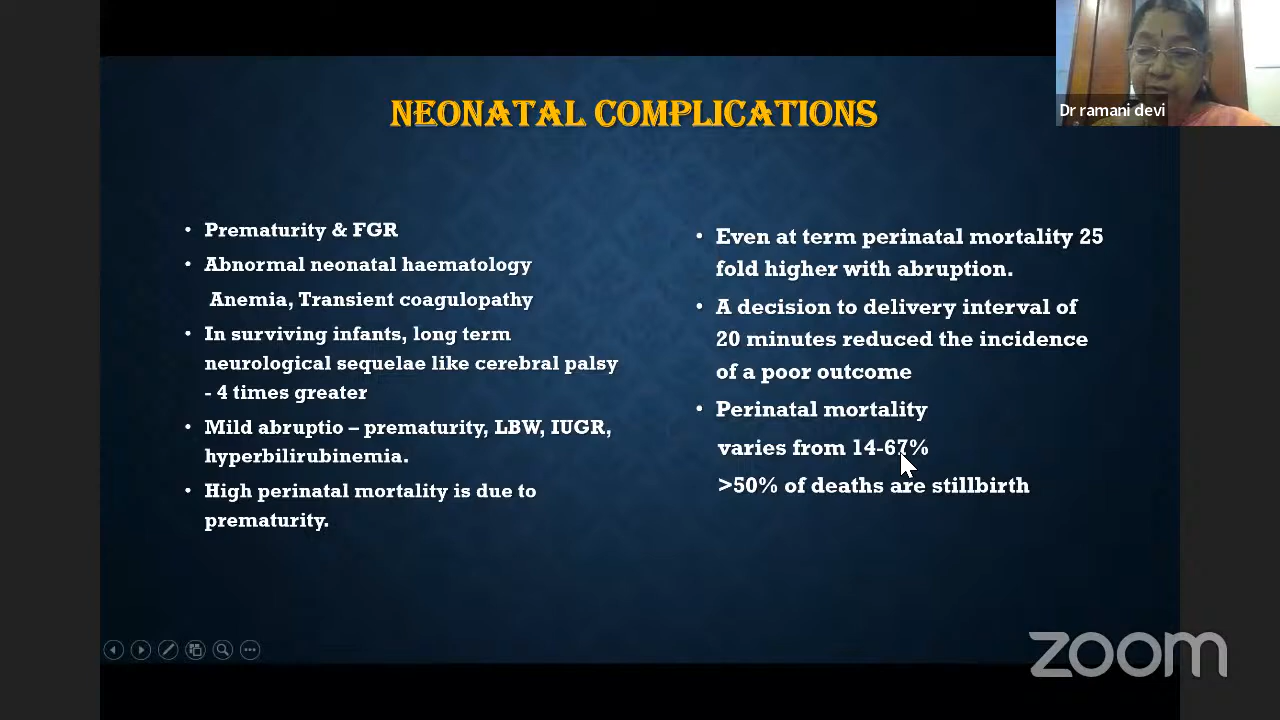 NEONATAL COMPLICATIONS
Dr ramani devi
• Prematurity & FGR
• Abnormal neonatal haematology
Anemia, Transient coagulopathy
• In surviving infants, long term
neurological sequelae like cerebral palsy
- 4 times greater
• Mild abruptio – prematurity, LBW, IUGR,
hyperbilirubinemia.
• High perinatal mortality is due to
prematurity.
• Even at term perinatal mortality 25
fold higher with abruption.
• A decision to delivery interval of
20 minutes reduced the incidence
of a poor outcome
• Perinatal mortality
varies from 14-67%
>50% of deaths are stillbirth
zoom